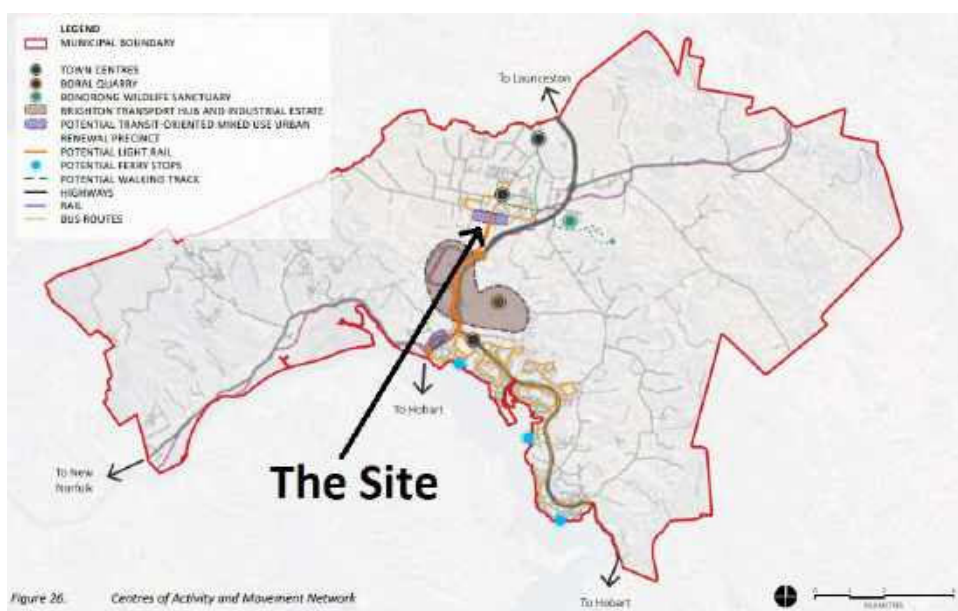 LEGEND
MUNICIPAL BOUNDARY
TOWN CENTRES
BORAL QUARRY
BONORONG WILDLIFE SANCTUARY
BRIGHTON TRANSPORT HUB AND INDUSTRIAL ESTATE
POTENTIAL TRANSIT-ORIENTED MIXED USE URBAN
RENEWAL PRECINCT
POTENTIAL LIGHT RAIL
POTENTIAL FERRY STOPS
POTENTIAL WALKING TRACK
HIGHWAYS
RAIL
BUS ROUTES
To Launceston
To Hobart
The Site
To New
Norfolk
To Hobart
Figure 26. Centres of Activity and Movement Network
0
KILOMETRES